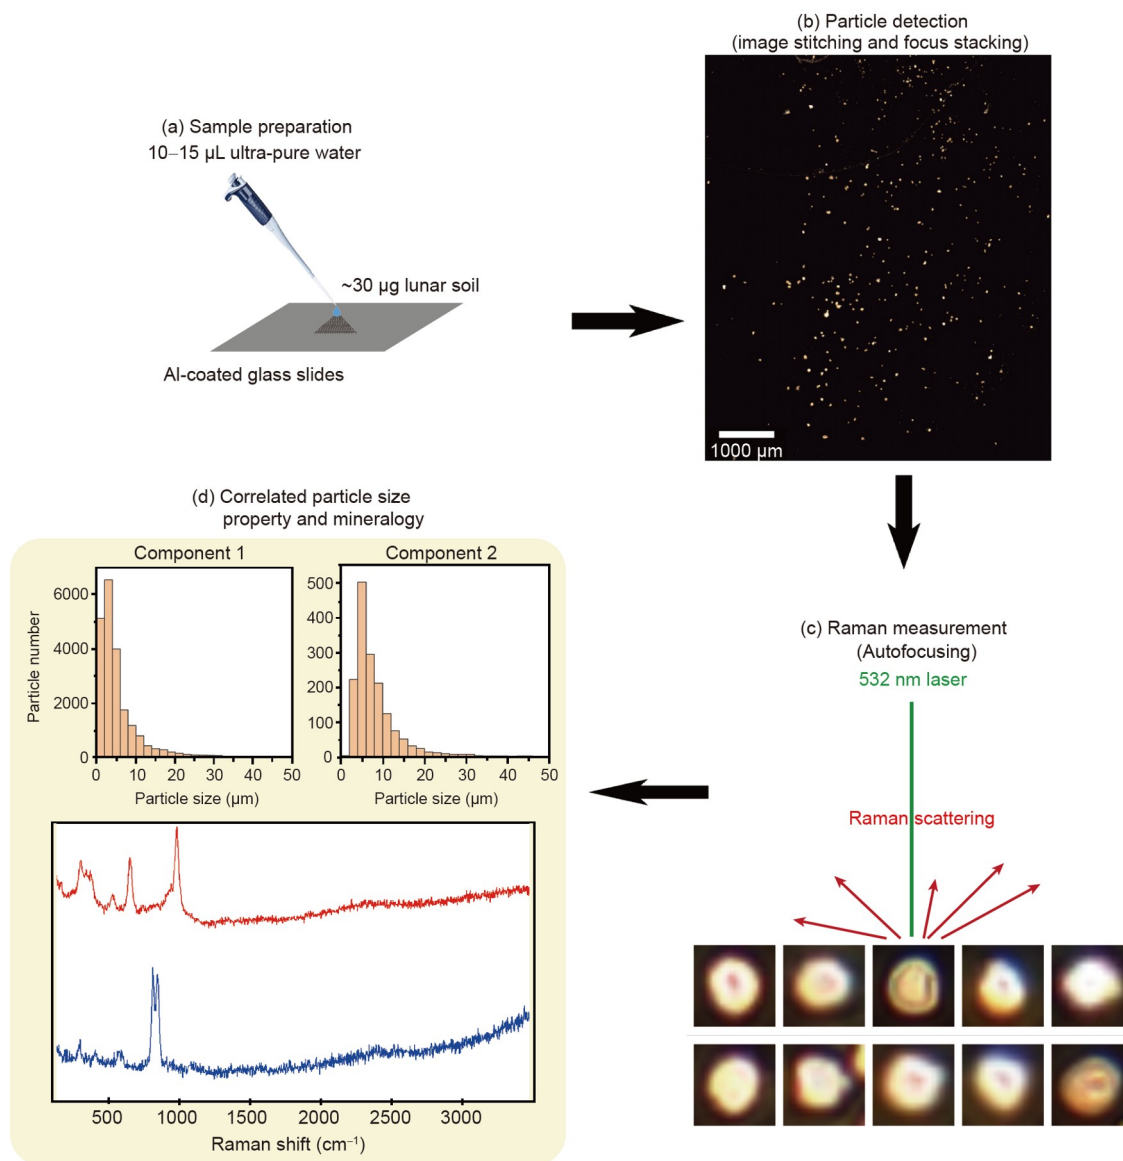 (a) Sample preparation
10–15 µL ultra-pure water
~30 µg lunar soil
Al-coated glass slides
(b) Particle detection
(image stitching and focus stacking)
1000 µm
(c) Raman measurement
(Autofocusing)
532 nm laser
Raman scattering
(d) Correlated particle size
property and mineralogy
Component 1
Particle number
6000
4000
2000
0
0 10 20 30 40 50
Particle size (µm)
Component 2
500
400
300
200
100
0
0 10 20 30 40 50
Particle size (µm)
500 1000 1500 2000 2500 3000
Raman shift (cm⁻¹)